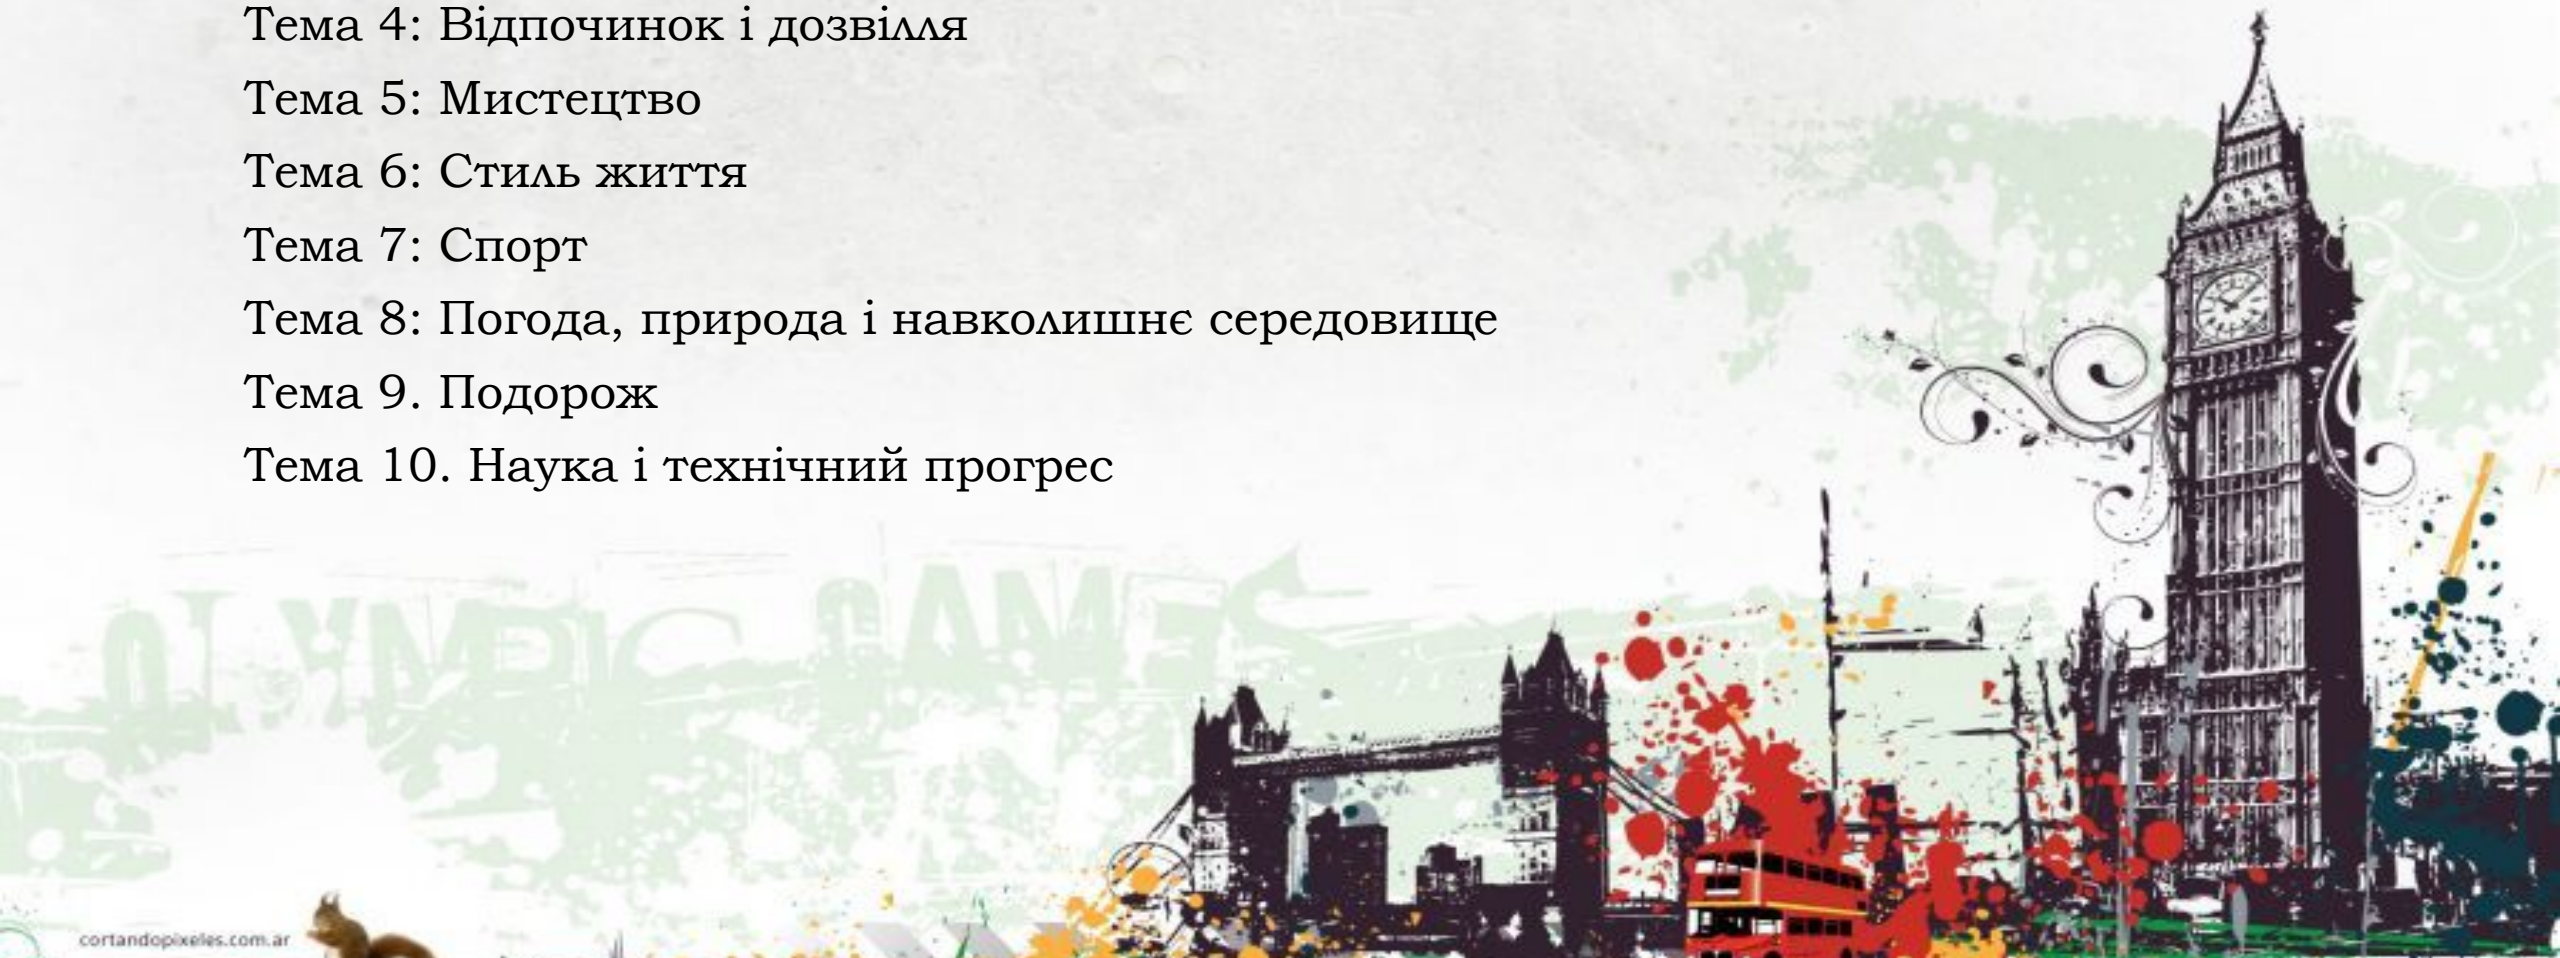 Тема 4: Відпочинок і дозвілля
Тема 5: Мистецтво
Тема 6: Стиль життя
Тема 7: Спорт
Тема 8: Погода, природа і навколишнє середовище
Тема 9. Подорож
Тема 10. Наука і технічний прогрес
OLYMPIC GAMES
cortandopixeles.com.ar